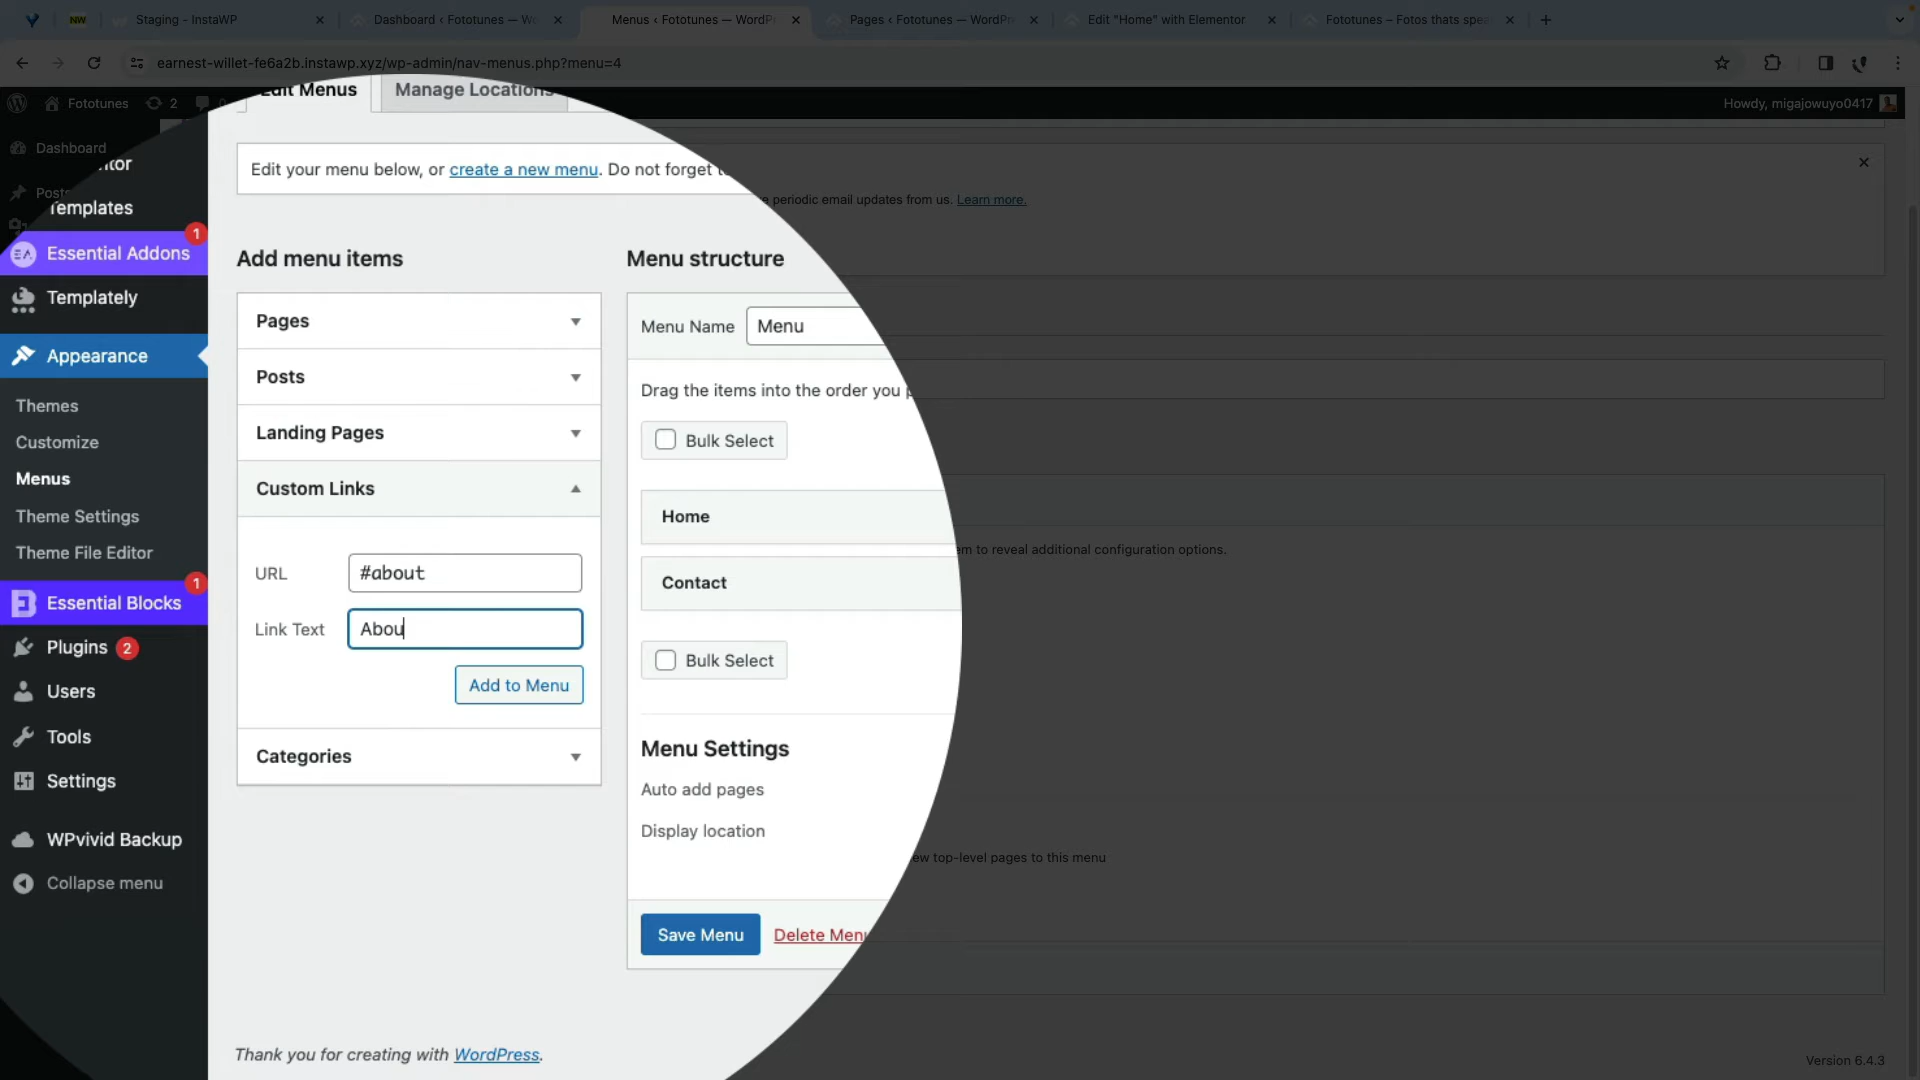 Staging - InstaWP
Dashboard ‹ Fototunes — Wo
Menus ‹ Fototunes — WordPr
Pages ‹ Fototunes — WordPr
Edit "Home" with Elementor
Fototunes – Fotos thats spea
earnest-willet-fe6a2b.instawp.xyz/wp-admin/nav-menus.php?menu=4
Fototunes
2
Howdy, migajowuyo0417
Edit Menus
Manage Locations
Dashboard
ntor
Posts
Templates
Essential Addons
1
Templately
Appearance
Themes
Customize
Menus
Theme Settings
Theme File Editor
Essential Blocks
1
Plugins 2
Users
Tools
Settings
WPvivid Backup
Collapse menu
Edit your menu below, or create a new menu. Do not forget t
e periodic email updates from us. Learn more.
Add menu items
Pages
Posts
Landing Pages
Custom Links
URL #about
Link Text Abou
Add to Menu
Categories
Menu structure
Menu Name Menu
Drag the items into the order you p
Bulk Select
Home
em to reveal additional configuration options.
Contact
Bulk Select
Menu Settings
Auto add pages
Display location
ew top-level pages to this menu
Save Menu Delete Menu
Thank you for creating with WordPress.
Version 6.4.3